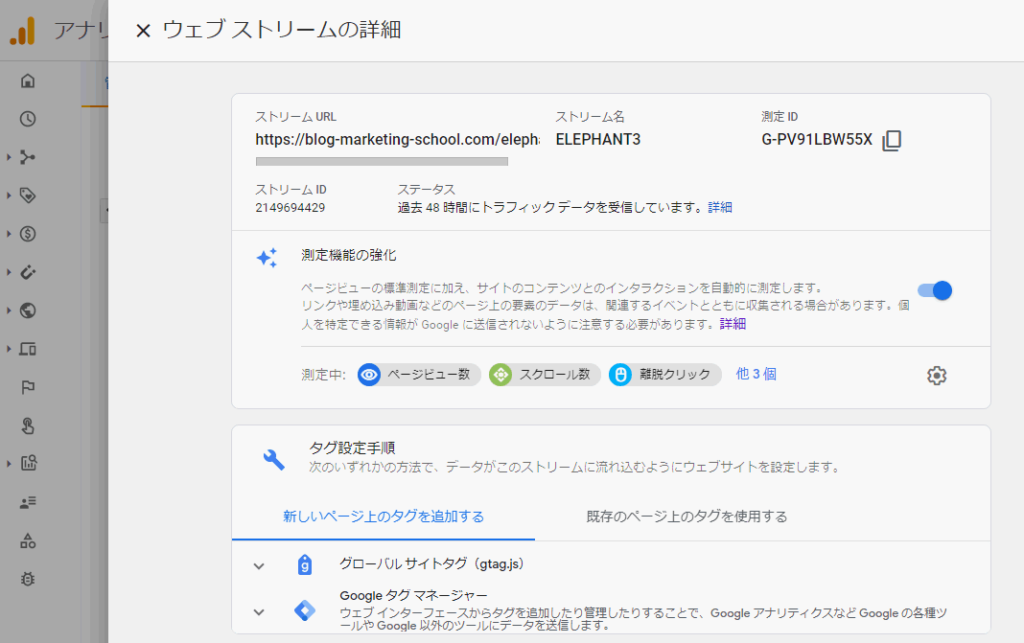 アナリ
× ウェブ ストリームの詳細
ストリーム URL ストリーム名 測定 ID
https://blog-marketing-school.com/eleph ELEPHANT3 G-PV91LBW55X
ストリーム ID ステータス
2149694429 過去 48 時間にトラフィック データを受信しています。詳細
測定機能の強化
ページビューの標準測定に加え、サイトのコンテンツとのインタラクションを自動的に測定します。
リンクや埋め込み動画などのページ上の要素のデータは、関連するイベントとともに収集される場合があります。個
人を特定できる情報が Google に送信されないように注意する必要があります。詳細
測定中: ページビュー数 スクロール数 離脱クリック 他 3 個
タグ設定手順
次のいずれかの方法で、データがこのストリームに流れ込むようにウェブサイトを設定します。
新しいページ上のタグを追加する 既存のページ上のタグを使用する
グローバル サイトタグ（gtag.js）
Google タグ マネージャー
ウェブ インターフェースからタグを追加したり管理したりすることで、Google アナリティクスなど Google の各種ツ
ールや Google 以外のツールにデータを送信します。